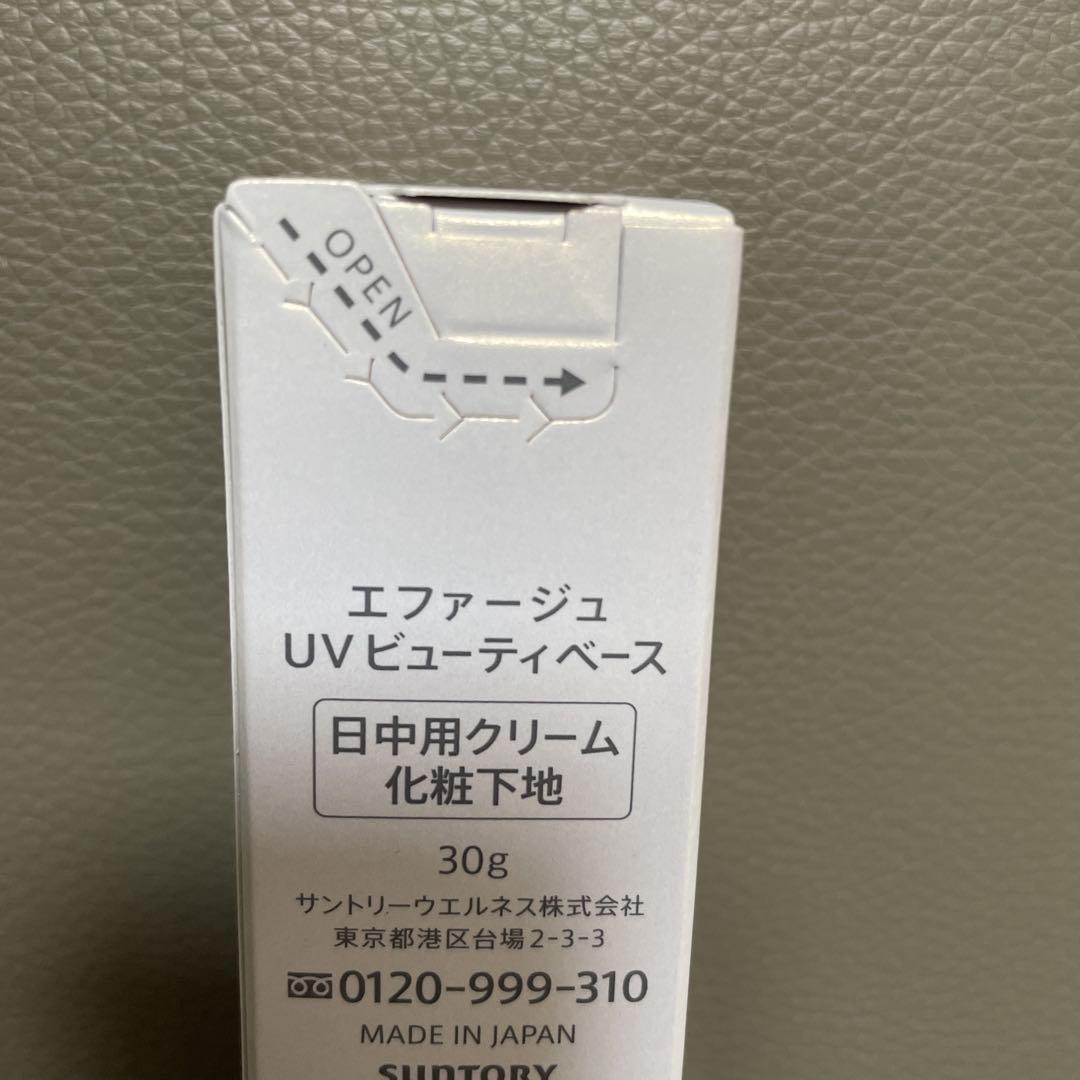 OPEN
エファージュ
UVビューティベース
日中用クリーム
化粧下地
30g
サントリーウエルネス株式会社
東京都港区台場2-3-3
0120-999-310
MADE IN JAPAN
SUNTORY